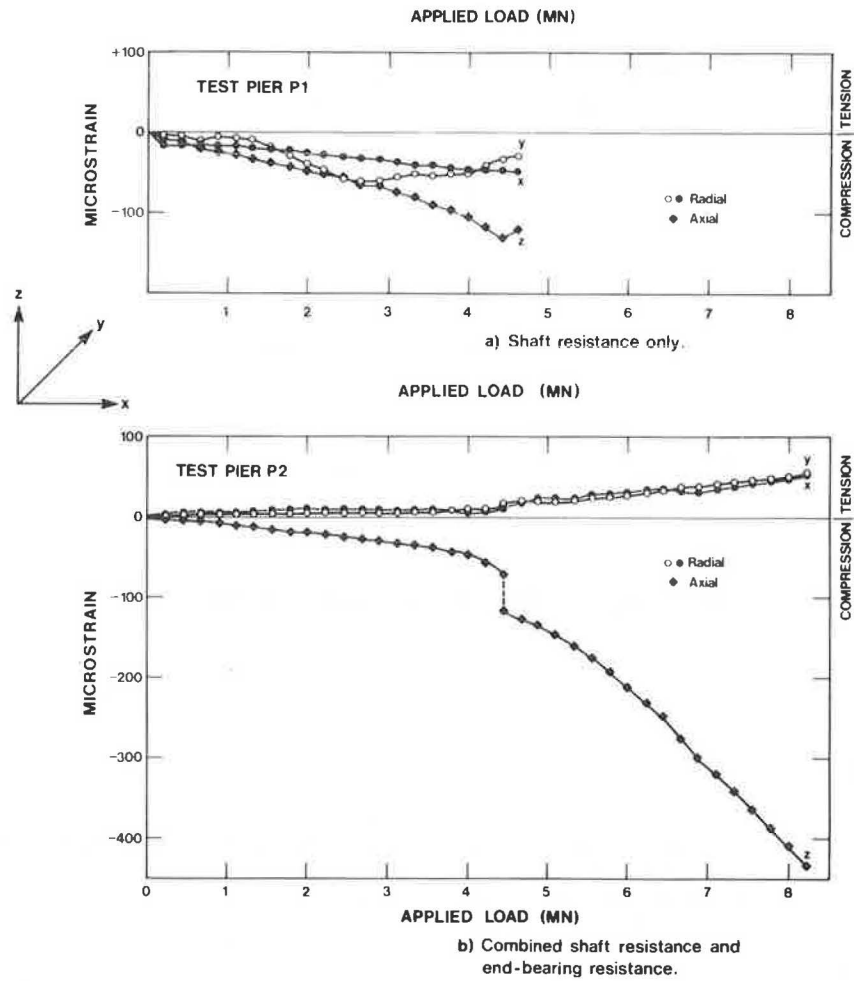 APPLIED LOAD (MN)
+100
0
-100
MICROSTRAIN
TEST PIER P1
y
x
z
Radial
Axial
COMPRESSION TENSION
1 2 3 4 5 6 7 8
a) Shaft resistance only.
z
y
x
APPLIED LOAD (MN)
100
0
-100
-200
-300
-400
MICROSTRAIN
TEST PIER P2
y
x
Radial
Axial
z
COMPRESSION TENSION
0 1 2 3 4 5 6 7 8
APPLIED LOAD (MN)
b) Combined shaft resistance and
end-bearing resistance.